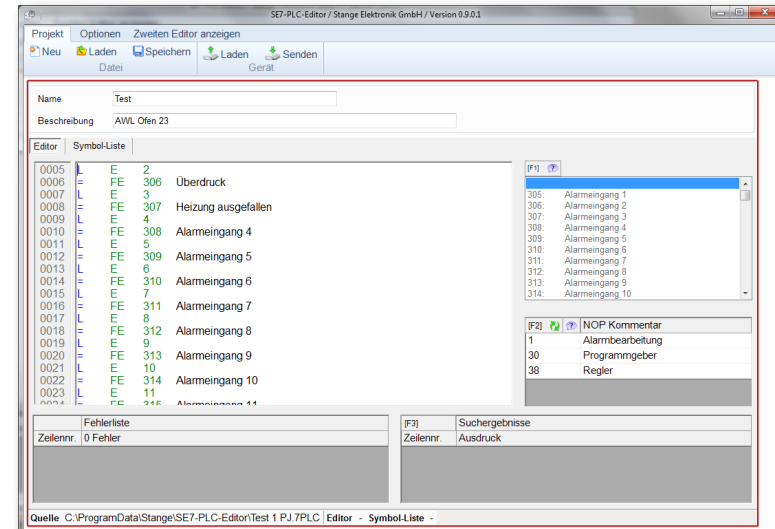 SE7-PLC-Editor / Stange Elektronik GmbH / Version 0.9.0.1
Projekt Optionen Zweiten Editor anzeigen
Neu Laden Speichern Laden Senden
Datei Gerät
Name Test
Beschreibung AWL Ofen 23
Editor Symbol-Liste
0005 L E 2
0006 = FE 306 Überdruck
0007 L E 3
0008 = FE 307 Heizung ausgefallen
0009 L E 4
0010 = FE 308 Alarmeingang 4
0011 L E 5
0012 = FE 309 Alarmeingang 5
0013 L E 6
0014 = FE 310 Alarmeingang 6
0015 L E 7
0016 = FE 311 Alarmeingang 7
0017 L E 8
0018 = FE 312 Alarmeingang 8
0019 L E 9
0020 = FE 313 Alarmeingang 9
0021 L E 10
0022 = FE 314 Alarmeingang 10
0023 L E 11
0024 = FE 315 Alarmeingang 11
[F1]
305: Alarmeingang 1
306: Alarmeingang 2
307: Alarmeingang 3
308: Alarmeingang 4
309: Alarmeingang 5
310: Alarmeingang 6
311: Alarmeingang 7
312: Alarmeingang 8
313: Alarmeingang 9
314: Alarmeingang 10
[F2] NOP Kommentar
1 Alarmbearbeitung
30 Programmgeber
38 Regler
Fehlerliste
Zeilennr. 0 Fehler
[F3] Suchergebnisse
Zeilennr. Ausdruck
Quelle C:\ProgramData\Stange\SE7-PLC-Editor\Test 1 PJ.7PLC Editor - Symbol-Liste -